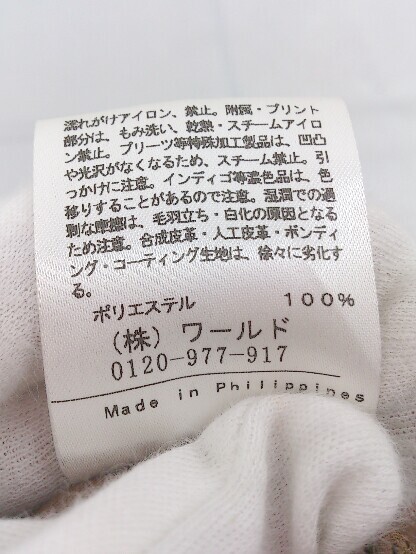 濡れがけアイロン、禁止。附属・プリント
部分は、もみ洗い、乾熱・スチームアイロ
ン禁止。プリーツ等特殊加工製品は、凹凸
や光沢がなくなるため、スチーム禁止。引
っかけに注意。インディゴ等濃色品は、色
移りすることがあるので注意。湿潤での過
剰な摩擦は、毛羽立ち・白化の原因となる
ため注意。合成皮革・人工皮革・ボンディ
ング・コーティング生地は、徐々に劣化す
る。
ポリエステル 100%
(株) ワールド
0120-977-917
Made in Philippines